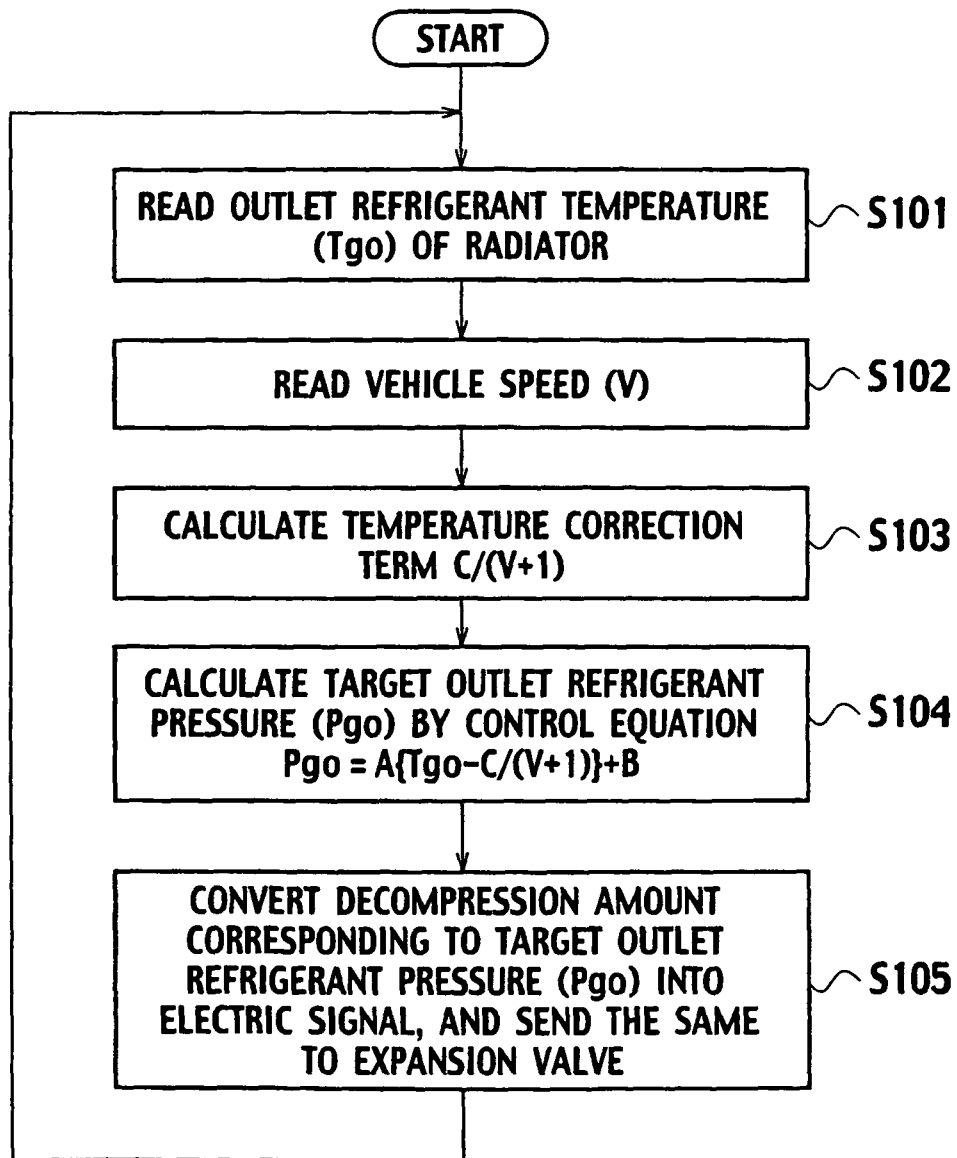 START
READ OUTLET REFRIGERANT TEMPERATURE
(Tgo) OF RADIATOR
S101
READ VEHICLE SPEED (V)
S102
CALCULATE TEMPERATURE CORRECTION
TERM C/(V+1)
S103
CALCULATE TARGET OUTLET REFRIGERANT
PRESSURE (Pgo) BY CONTROL EQUATION
Pgo = A{Tgo-C/(V+1)}+B
S104
CONVERT DECOMPRESSION AMOUNT
CORRESPONDING TO TARGET OUTLET
REFRIGERANT PRESSURE (Pgo) INTO
ELECTRIC SIGNAL, AND SEND THE SAME
TO EXPANSION VALVE
S105